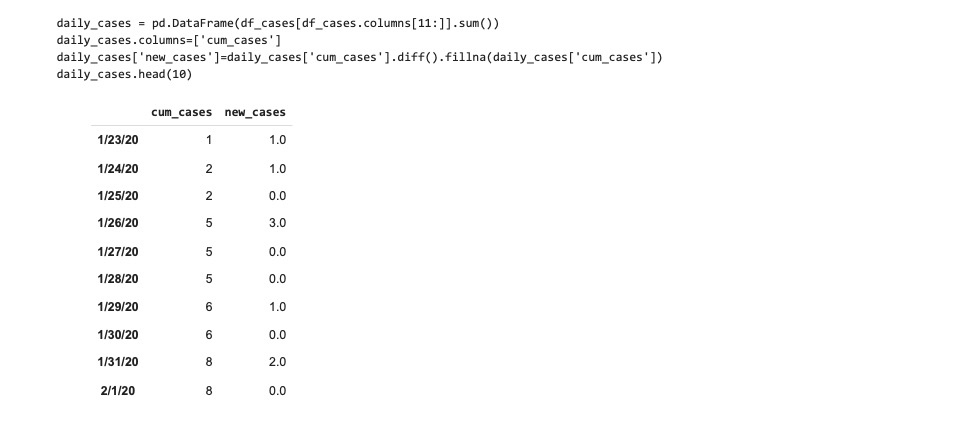 daily_cases = pd.DataFrame(df_cases[df_cases.columns[11:]].sum())
daily_cases.columns=['cum_cases']
daily_cases['new_cases']=daily_cases['cum_cases'].diff().fillna(daily_cases['cum_cases'])
daily_cases.head(10)
cum_cases new_cases
1/23/20 1 1.0
1/24/20 2 1.0
1/25/20 2 0.0
1/26/20 5 3.0
1/27/20 5 0.0
1/28/20 5 0.0
1/29/20 6 1.0
1/30/20 6 0.0
1/31/20 8 2.0
2/1/20 8 0.0